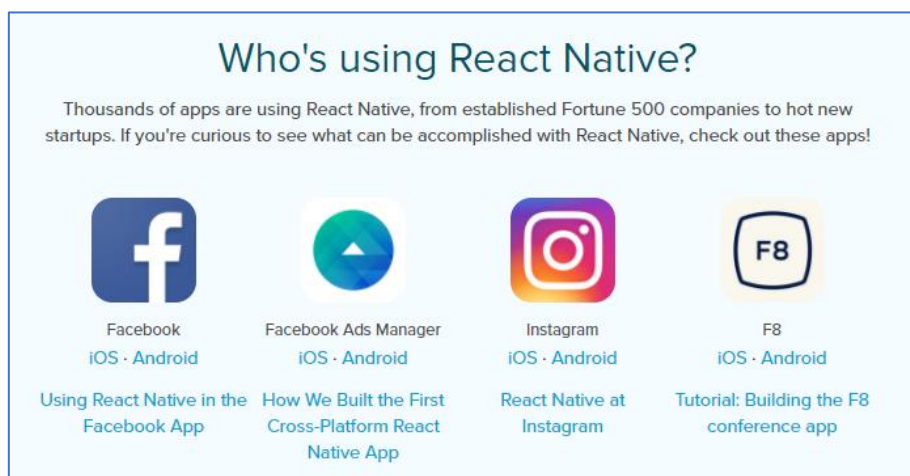 Who's using React Native?
Thousands of apps are using React Native, from established Fortune 500 companies to hot new
startups. If you're curious to see what can be accomplished with React Native, check out these apps!
f
F8
Facebook
Facebook Ads Manager
Instagram
F8
iOS · Android
iOS · Android
iOS · Android
iOS · Android
Using React Native in the
Facebook App
How We Built the First
Cross-Platform React
Native App
React Native at
Instagram
Tutorial: Building the F8
conference app